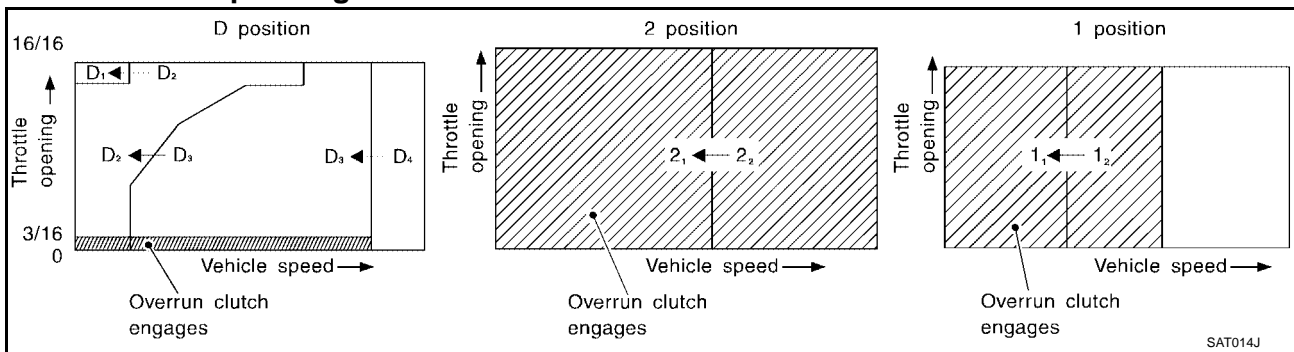 D position
16/16
D₁ ◄ D₂
D₂ ◄ D₃
D₃ ◄ D₄
Throttle opening
3/16
0
Vehicle speed
Overrun clutch
engages
2 position
2₁ ◄ 2₂
Throttle opening
Vehicle speed
Overrun clutch
engages
1 position
1₁ ◄ 1₂
Throttle opening
Vehicle speed
Overrun clutch
engages
SAT014J